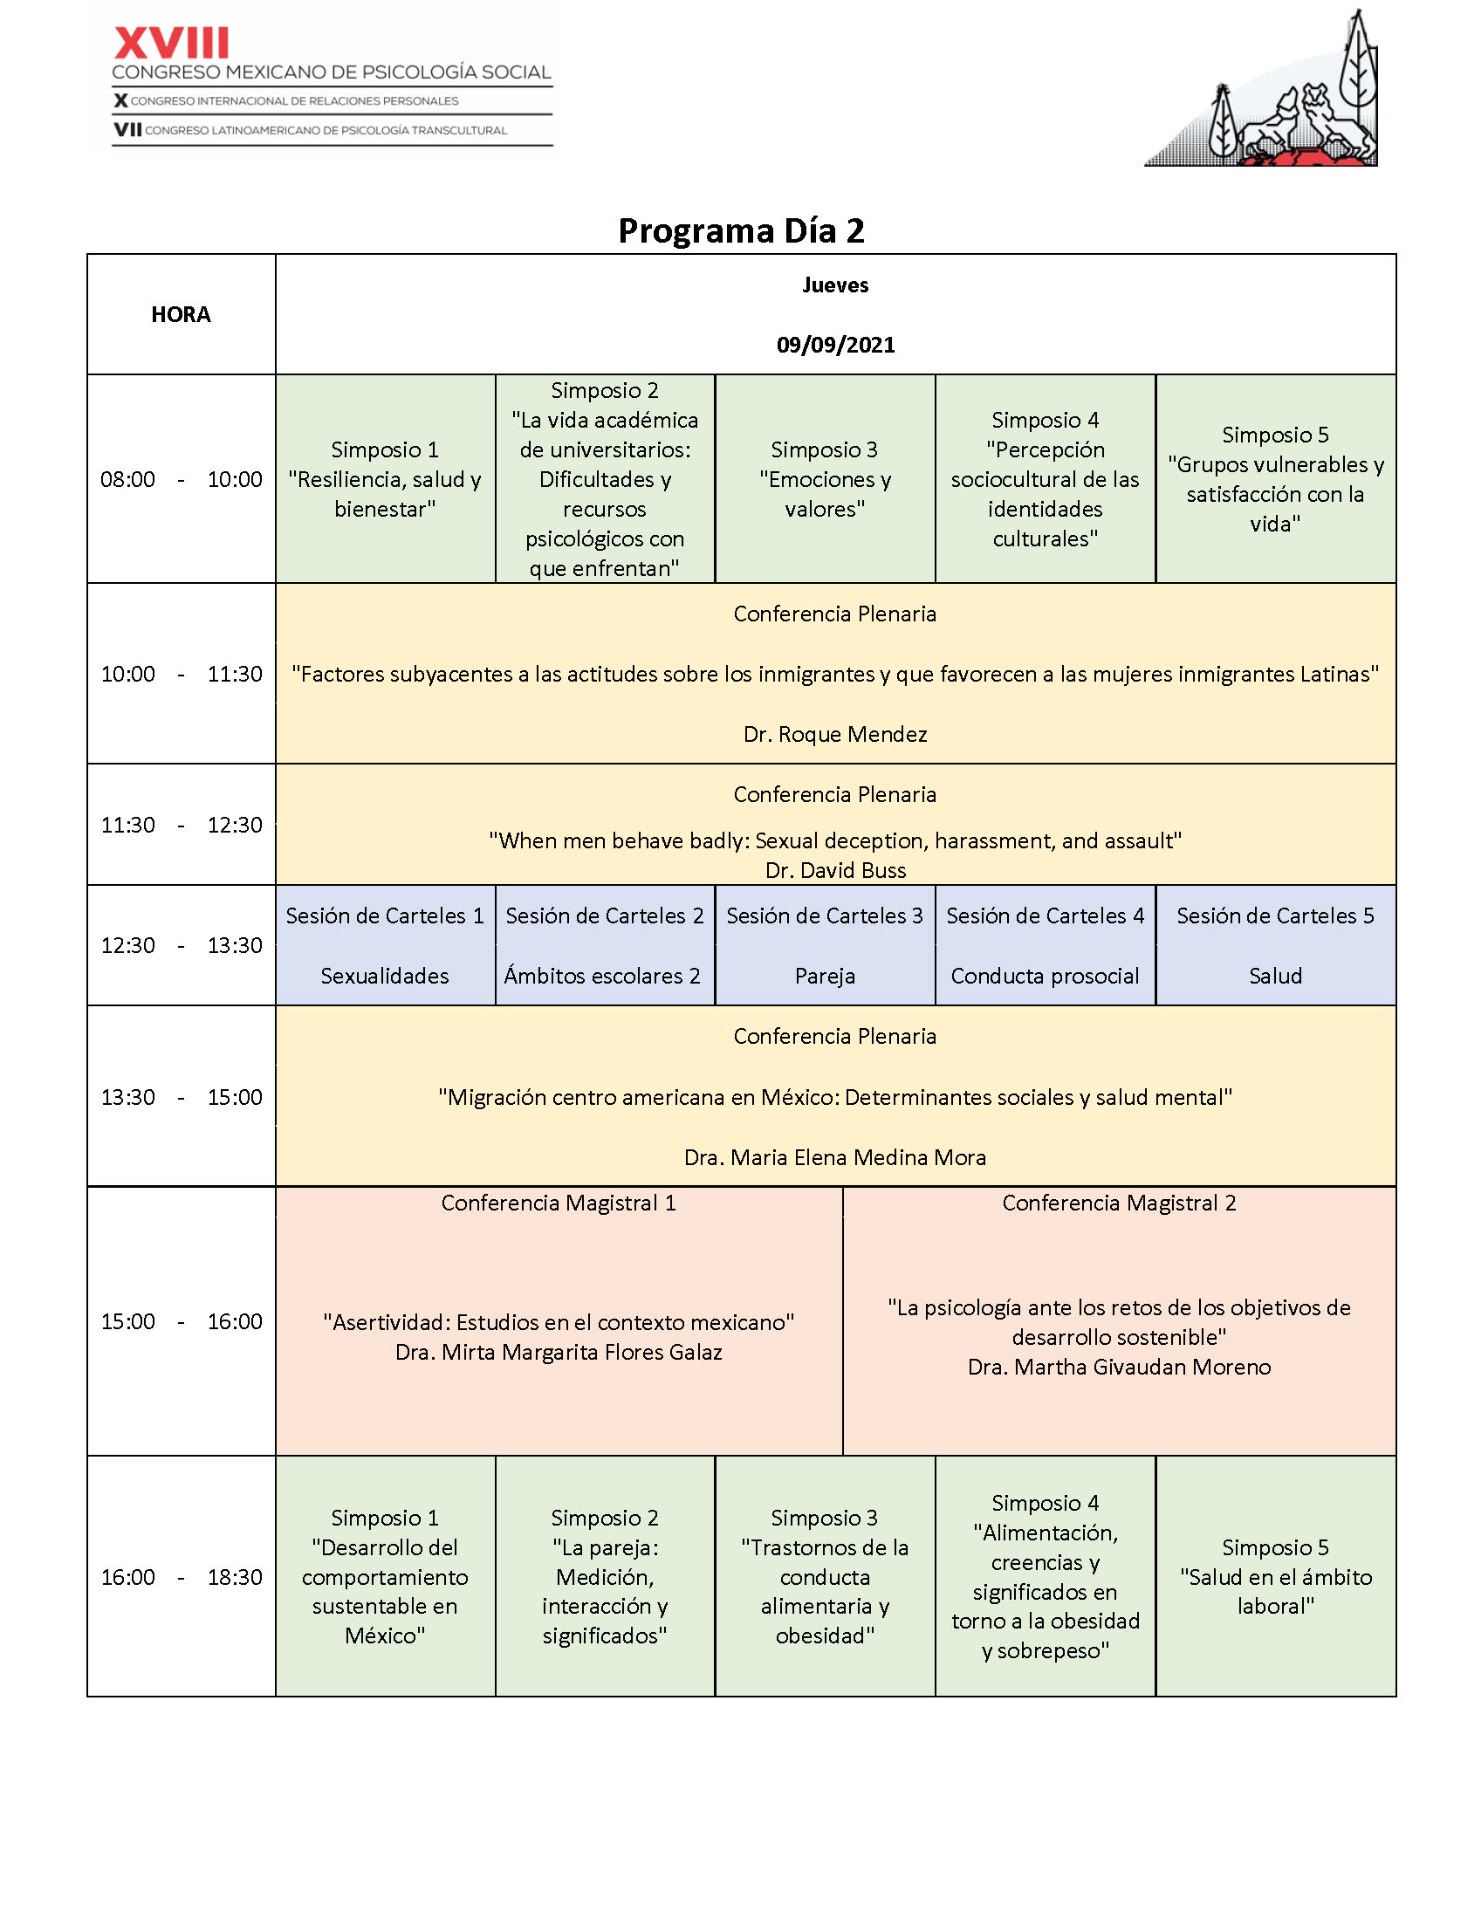 XVIII
CONGRESO MEXICANO DE PSICOLOGÍA SOCIAL
X CONGRESO INTERNACIONAL DE RELACIONES PERSONALES
VII CONGRESO LATINOAMERICANO DE PSICOLOGÍA TRANSCULTURAL
Programa Día 2
HORA
Jueves
09/09/2021
08:00 - 10:00
Simposio 1
"Resiliencia, salud y
bienestar"
Simposio 2
"La vida académica
de universitarios:
Dificultades y
recursos
psicológicos con
que enfrentan"
Simposio 3
"Emociones y
valores"
Simposio 4
"Percepción
sociocultural de las
identidades
culturales"
Simposio 5
"Grupos vulnerables y
satisfacción con la
vida"
10:00 - 11:30
Conferencia Plenaria
"Factores subyacentes a las actitudes sobre los inmigrantes y que favorecen a las mujeres inmigrantes Latinas"
Dr. Roque Mendez
11:30 - 12:30
Conferencia Plenaria
"When men behave badly: Sexual deception, harassment, and assault"
Dr. David Buss
12:30 - 13:30
Sesión de Carteles 1
Sexualidades
Sesión de Carteles 2
Ámbitos escolares 2
Sesión de Carteles 3
Pareja
Sesión de Carteles 4
Conducta prosocial
Sesión de Carteles 5
Salud
13:30 - 15:00
Conferencia Plenaria
"Migración centro americana en México: Determinantes sociales y salud mental"
Dra. Maria Elena Medina Mora
15:00 - 16:00
Conferencia Magistral 1
"Asertividad: Estudios en el contexto mexicano"
Dra. Mirta Margarita Flores Galaz
Conferencia Magistral 2
"La psicología ante los retos de los objetivos de
desarrollo sostenible"
Dra. Martha Givaudan Moreno
16:00 - 18:30
Simposio 1
"Desarrollo del
comportamiento
sustentable en
México"
Simposio 2
"La pareja:
Medición,
interacción y
significados"
Simposio 3
"Trastornos de la
conducta
alimentaria y
obesidad"
Simposio 4
"Alimentación,
creencias y
significados en
torno a la obesidad
y sobrepeso"
Simposio 5
"Salud en el ámbito
laboral"